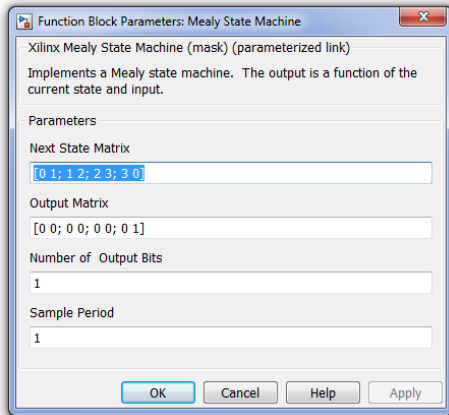 Function Block Parameters: Mealy State Machine
Xilinx Mealy State Machine (mask) (parameterized link)
Implements a Mealy state machine.  The output is a function of the
current state and input.
Parameters
Next State Matrix
[0 1; 1 2; 2 3; 3 0]
Output Matrix
[0 0; 0 0; 0 0; 0 1]
Number of  Output Bits
1
Sample Period
1
OK Cancel Help Apply